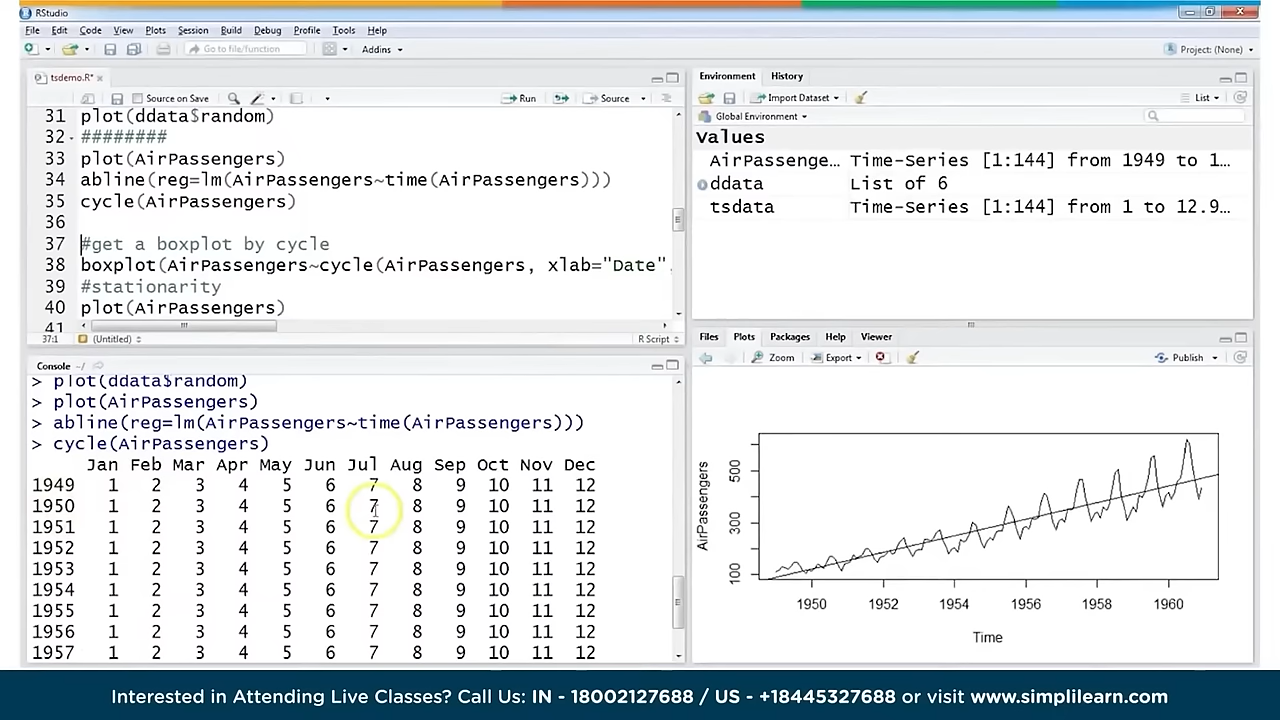 RStudio
File Edit Code View Plots Session Build Debug Profile Tools Help
Go to file/function Addins Project: (None)
tsdemo.R*
Source on Save Run Source
31 plot(ddata$random)
32 ########
33 plot(AirPassengers)
34 abline(reg=lm(AirPassengers~time(AirPassengers)))
35 cycle(AirPassengers)
36
37 #get a boxplot by cycle
38 boxplot(AirPassengers~cycle(AirPassengers, xlab="Date",
39 #stationarity
40 plot(AirPassengers)
41
37:1 (Untitled) R Script
Console ~/
> plot(ddata$random)
> plot(AirPassengers)
> abline(reg=lm(AirPassengers~time(AirPassengers)))
> cycle(AirPassengers)
Jan Feb Mar Apr May Jun Jul Aug Sep Oct Nov Dec
1949 1 2 3 4 5 6 7 8 9 10 11 12
1950 1 2 3 4 5 6 7 8 9 10 11 12
1951 1 2 3 4 5 6 7 8 9 10 11 12
1952 1 2 3 4 5 6 7 8 9 10 11 12
1953 1 2 3 4 5 6 7 8 9 10 11 12
1954 1 2 3 4 5 6 7 8 9 10 11 12
1955 1 2 3 4 5 6 7 8 9 10 11 12
1956 1 2 3 4 5 6 7 8 9 10 11 12
1957 1 2 3 4 5 6 7 8 9 10 11 12
Environment History
Import Dataset List
Global Environment
Values
AirPassenge… Time-Series [1:144] from 1949 to 1…
ddata List of 6
tsdata Time-Series [1:144] from 1 to 12.9…
Files Plots Packages Help Viewer
Zoom Export Publish
AirPassengers
500
300
100
1950 1952 1954 1956 1958 1960
Time
Interested in Attending Live Classes? Call Us: IN - 18002127688 / US - +18445327688 or visit www.simplilearn.com